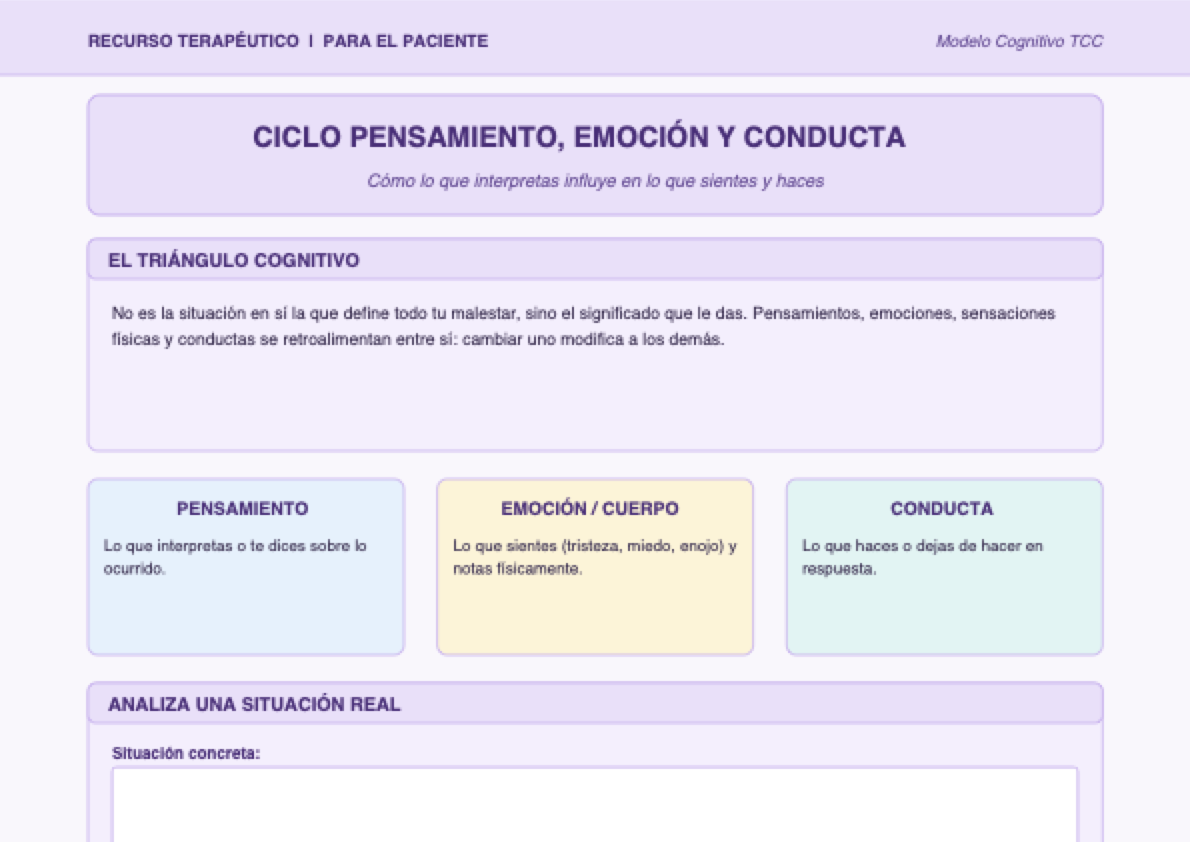 RECURSO TERAPÉUTICO | PARA EL PACIENTE
Modelo Cognitivo TCC
CICLO PENSAMIENTO, EMOCIÓN Y CONDUCTA
Cómo lo que interpretas influye en lo que sientes y haces
EL TRIÁNGULO COGNITIVO
No es la situación en sí la que define todo tu malestar, sino el significado que le das. Pensamientos, emociones, sensaciones
físicas y conductas se retroalimentan entre sí: cambiar uno modifica a los demás.
PENSAMIENTO
Lo que interpretas o te dices sobre lo
ocurrido.
EMOCIÓN / CUERPO
Lo que sientes (tristeza, miedo, enojo) y
notas físicamente.
CONDUCTA
Lo que haces o dejas de hacer en
respuesta.
ANALIZA UNA SITUACIÓN REAL
Situación concreta: